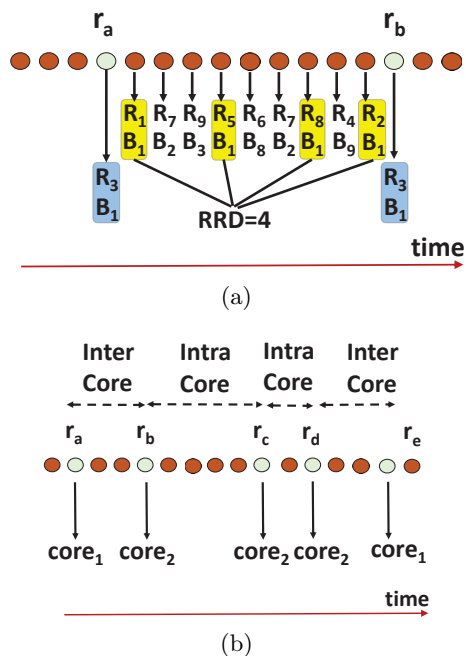 r_a r_b
R_1 R_7 R_9 R_5 R_6 R_7 R_8 R_4 R_2
B_1 B_2 B_3 B_1 B_8 B_2 B_1 B_9 B_1
R_3 R_3
B_1 B_1
RRD=4
time
(a)
Inter Intra Intra Inter
Core Core Core Core
r_a r_b r_c r_d r_e
core_1 core_2 core_2 core_2 core_1
time
(b)